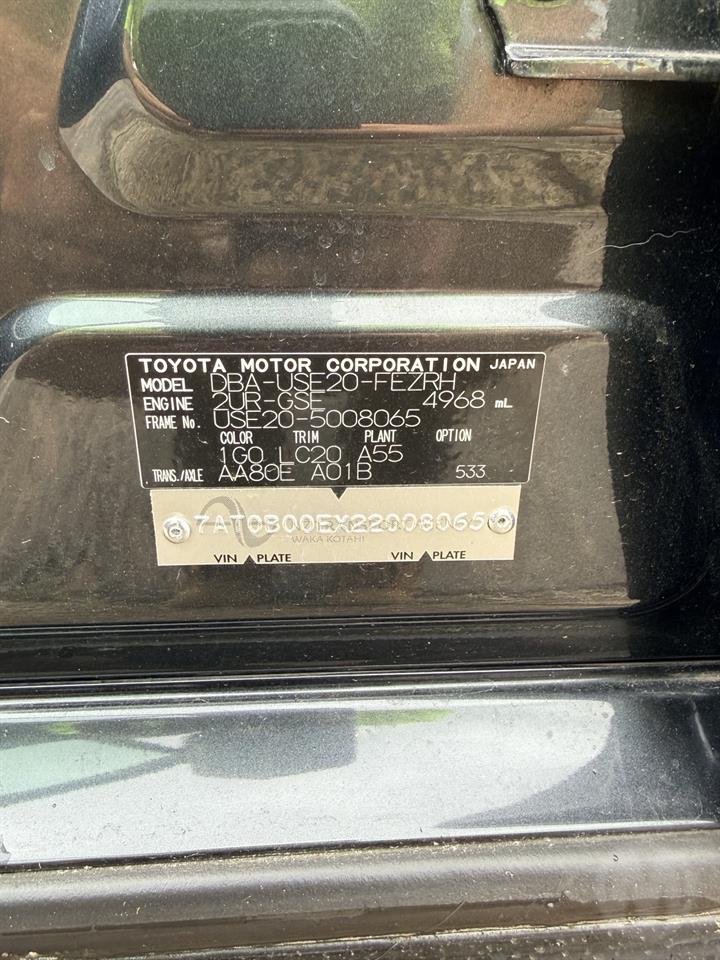 TOYOTA MOTOR CORPORATION JAPAN
MODEL DBA-USE20-FEZRH
ENGINE 2UR-GSE 4968 mL
FRAME No. USE20-5008065
COLOR TRIM PLANT OPTION
1G0 LC20 A55
TRANS./AXLE AA80E A01B 533
7AT0B00EX22008065
WAKA KOTAHI
VIN PLATE VIN PLATE